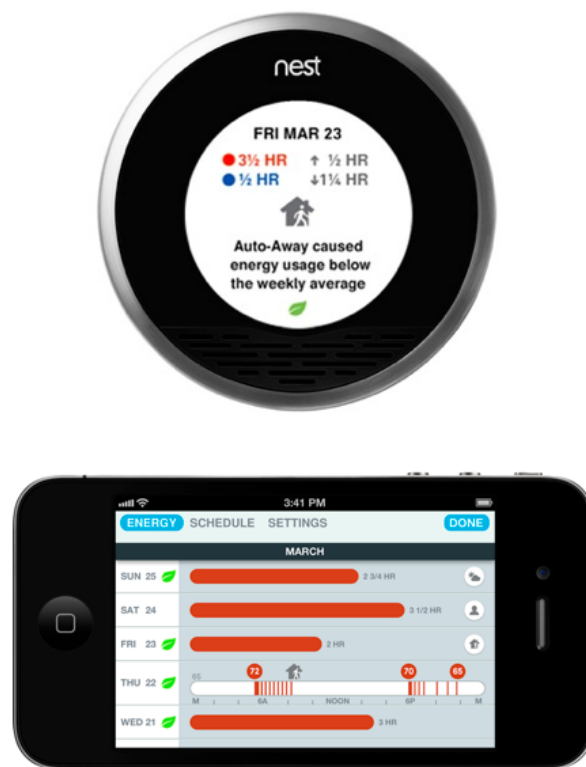 nest
FRI MAR 23
3½ HR ↑ ½ HR
½ HR ↓1¼ HR
Auto-Away caused
energy usage below
the weekly average
3:41 PM
ENERGY SCHEDULE SETTINGS DONE
MARCH
SUN 25 2 3/4 HR
SAT 24 3 1/2 HR
FRI 23 2 HR
THU 22 65 72 70 65
M 6A NOON 6P M
WED 21 3 HR